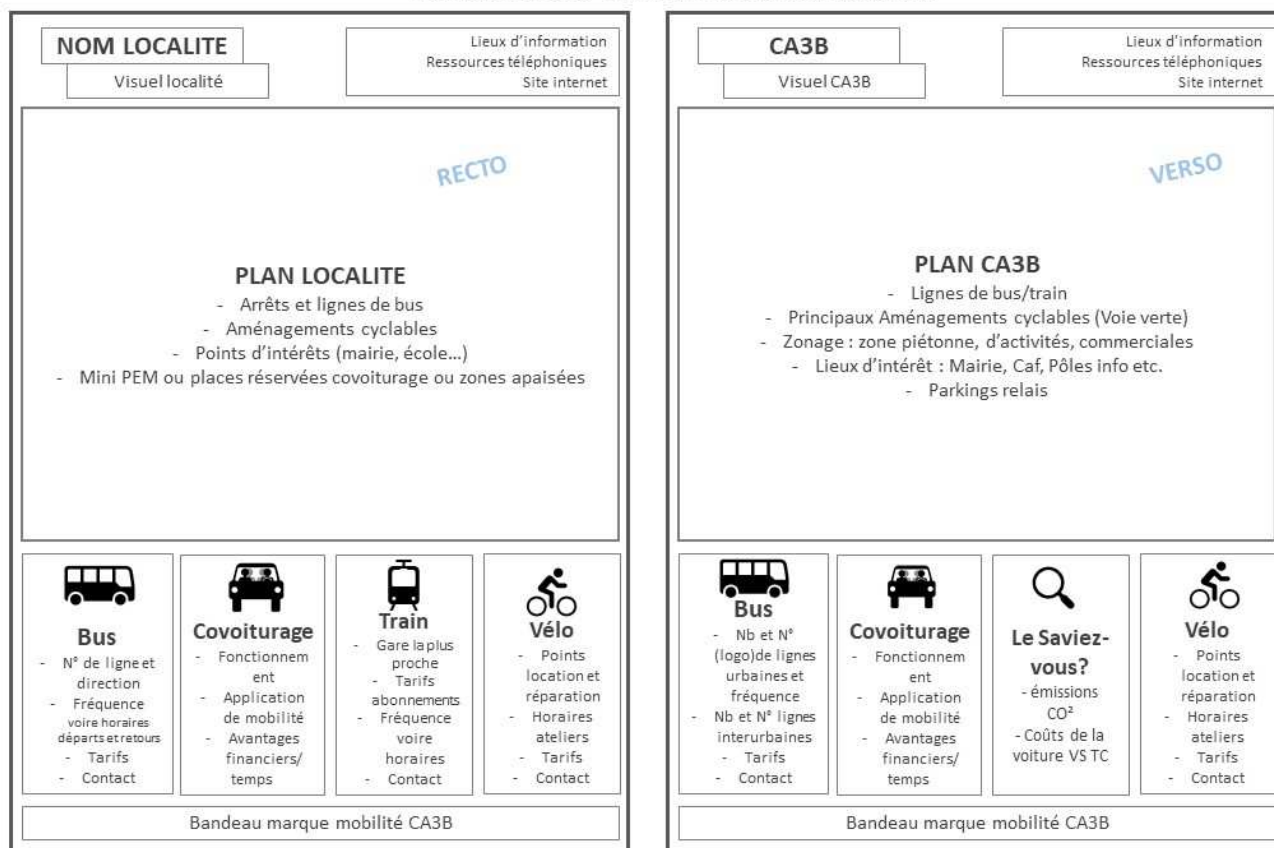 NOM LOCALITE
Visuel localité
Lieux d'information
Ressources téléphoniques
Site internet
RECTO
PLAN LOCALITE
- Arrêts et lignes de bus
- Aménagements cyclables
- Points d'intérêts (mairie, école...)
- Mini PEM ou places réservées covoiturage ou zones apaisées
Bus
- N° de ligne et
direction
- Fréquence
voire horaires
départs et retours
- Tarifs
- Contact
Covoiturage
- Fonctionnem
ent
- Application
de mobilité
- Avantages
financiers/
temps
Train
- Gare la plus
proche
- Tarifs
abonnements
- Fréquence
voire
horaires
- Contact
Vélo
- Points
location et
réparation
- Horaires
ateliers
- Tarifs
- Contact
Bandeau marque mobilité CA3B
CA3B
Visuel CA3B
Lieux d'information
Ressources téléphoniques
Site internet
VERSO
PLAN CA3B
- Lignes de bus/train
- Principaux Aménagements cyclables (Voie verte)
- Zonage : zone piétonne, d'activités, commerciales
- Lieux d'intérêt : Mairie, Caf, Pôles info etc.
- Parkings relais
Bus
- Nb et N°
(logo)de lignes
urbaines et
fréquence
- Nb et N° lignes
interurbaines
- Tarifs
- Contact
Covoiturage
- Fonctionnem
ent
- Application
de mobilité
- Avantages
financiers/
temps
Le Saviez-
vous?
- émissions
CO²
- Coûts de la
voiture VS TC
Vélo
- Points
location et
réparation
- Horaires
ateliers
- Tarifs
- Contact
Bandeau marque mobilité CA3B